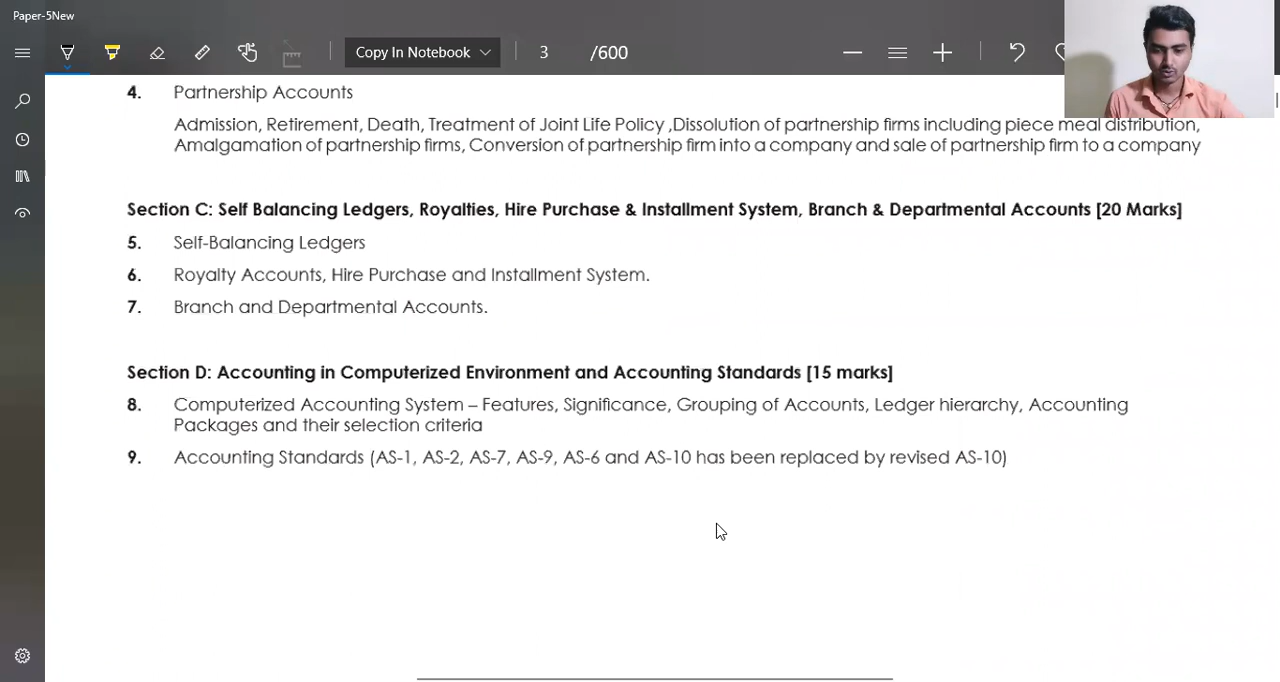 Paper-5New
Copy In Notebook
3 /600
4. Partnership Accounts
Admission, Retirement, Death, Treatment of Joint Life Policy ,Dissolution of partnership firms including piece meal distribution,
Amalgamation of partnership firms, Conversion of partnership firm into a company and sale of partnership firm to a company
Section C: Self Balancing Ledgers, Royalties, Hire Purchase & Installment System, Branch & Departmental Accounts [20 Marks]
5. Self-Balancing Ledgers
6. Royalty Accounts, Hire Purchase and Installment System.
7. Branch and Departmental Accounts.
Section D: Accounting in Computerized Environment and Accounting Standards [15 marks]
8. Computerized Accounting System – Features, Significance, Grouping of Accounts, Ledger hierarchy, Accounting
Packages and their selection criteria
9. Accounting Standards (AS-1, AS-2, AS-7, AS-9, AS-6 and AS-10 has been replaced by revised AS-10)